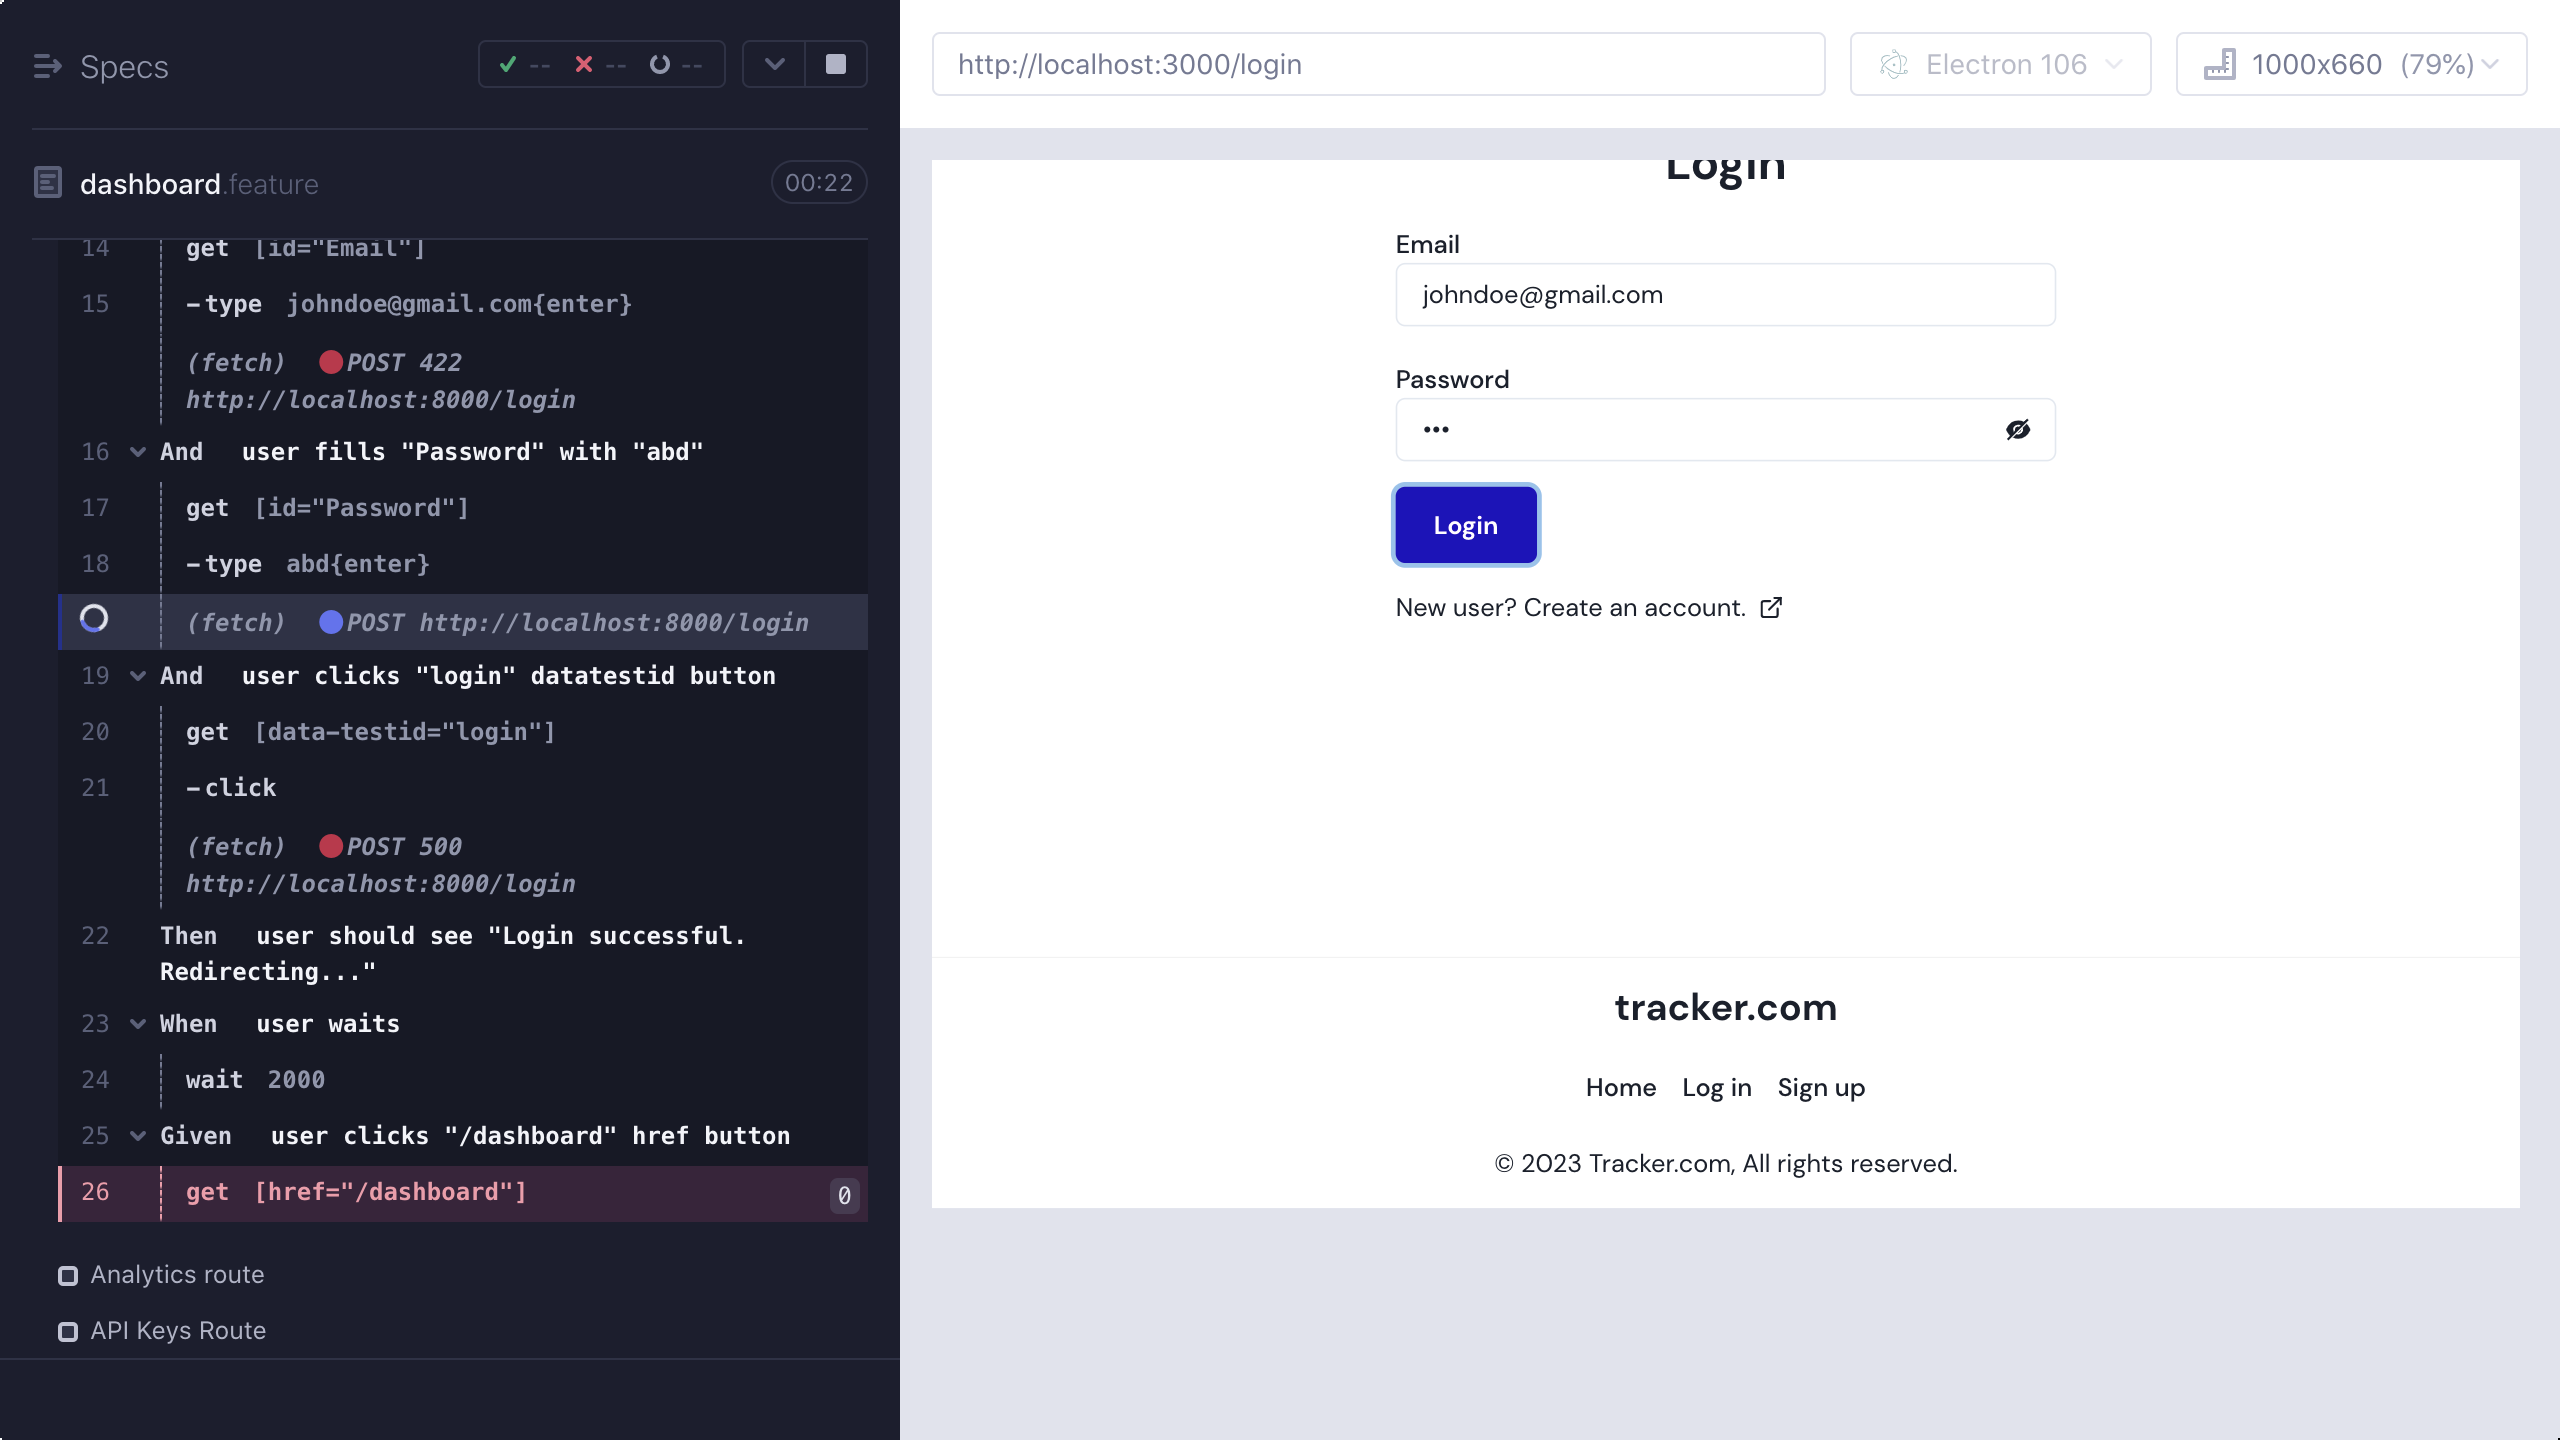 Specs
-- -- --
dashboard.feature 00:22
14 get [id="Email"]
15 -type johndoe@gmail.com{enter}
(fetch) POST 422
http://localhost:8000/login
16 And user fills "Password" with "abd"
17 get [id="Password"]
18 -type abd{enter}
(fetch) POST http://localhost:8000/login
19 And user clicks "login" datatestid button
20 get [data-testid="login"]
21 -click
(fetch) POST 500
http://localhost:8000/login
22 Then user should see "Login successful.
Redirecting..."
23 When user waits
24 wait 2000
25 Given user clicks "/dashboard" href button
26 get [href="/dashboard"] 0
Analytics route
API Keys Route
http://localhost:3000/login
Electron 106
1000x660 (79%)
Login
Email
johndoe@gmail.com
Password
•••
Login
New user? Create an account.
tracker.com
Home Log in Sign up
© 2023 Tracker.com, All rights reserved.